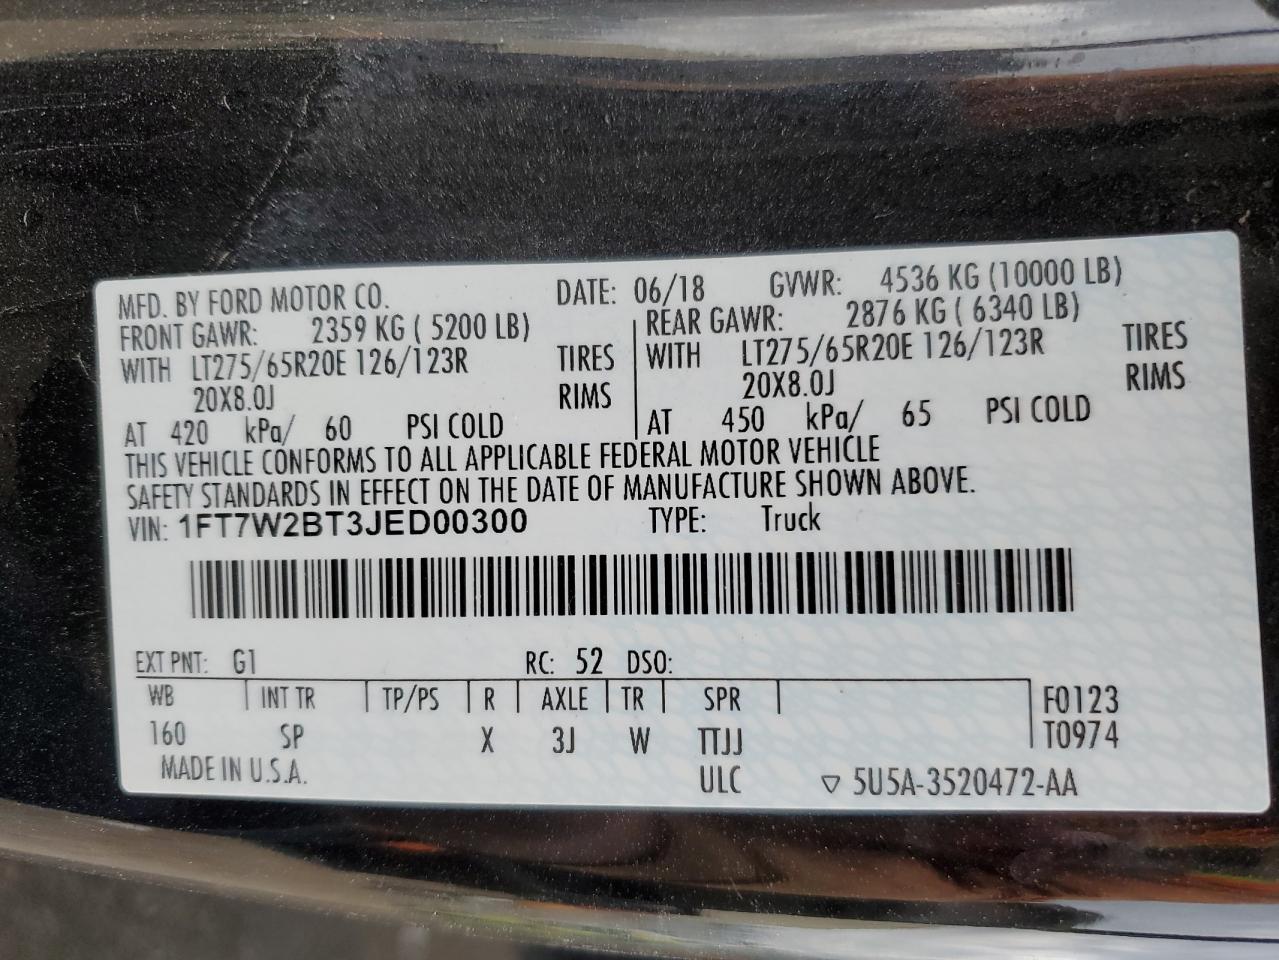 MFD. BY FORD MOTOR CO. DATE: 06/18 GVWR: 4536 KG (10000 LB)
FRONT GAWR: 2359 KG ( 5200 LB) REAR GAWR: 2876 KG ( 6340 LB)
WITH LT275/65R20E 126/123R TIRES WITH LT275/65R20E 126/123R TIRES
20X8.0J RIMS 20X8.0J RIMS
AT 420 kPa/ 60 PSI COLD AT 450 kPa/ 65 PSI COLD
THIS VEHICLE CONFORMS TO ALL APPLICABLE FEDERAL MOTOR VEHICLE
SAFETY STANDARDS IN EFFECT ON THE DATE OF MANUFACTURE SHOWN ABOVE.
VIN: 1FT7W2BT3JED00300 TYPE: Truck
EXT PNT: G1 RC: 52 DSO:
WB INT TR TP/PS R AXLE TR SPR F0123
160 SP X 3J W TTJJ T0974
MADE IN U.S.A. ULC ▽ 5U5A-3520472-AA